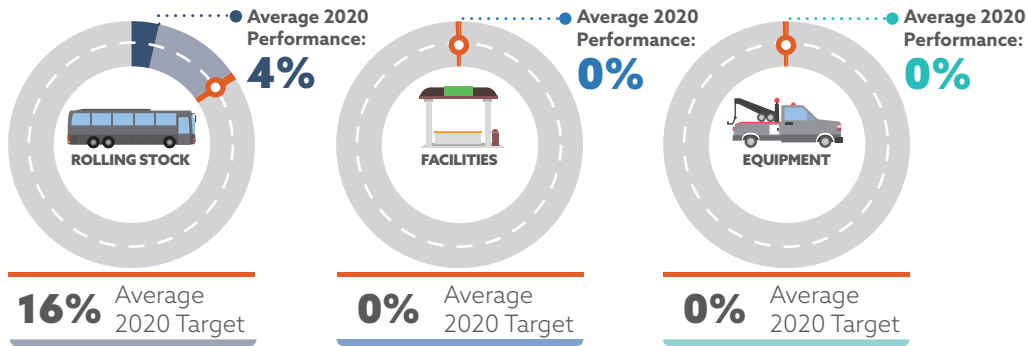 Average 2020
Performance:
4%
ROLLING STOCK
16%
Average
2020 Target
Average 2020
Performance:
0%
FACILITIES
0%
Average
2020 Target
Average 2020
Performance:
0%
EQUIPMENT
0%
Average
2020 Target